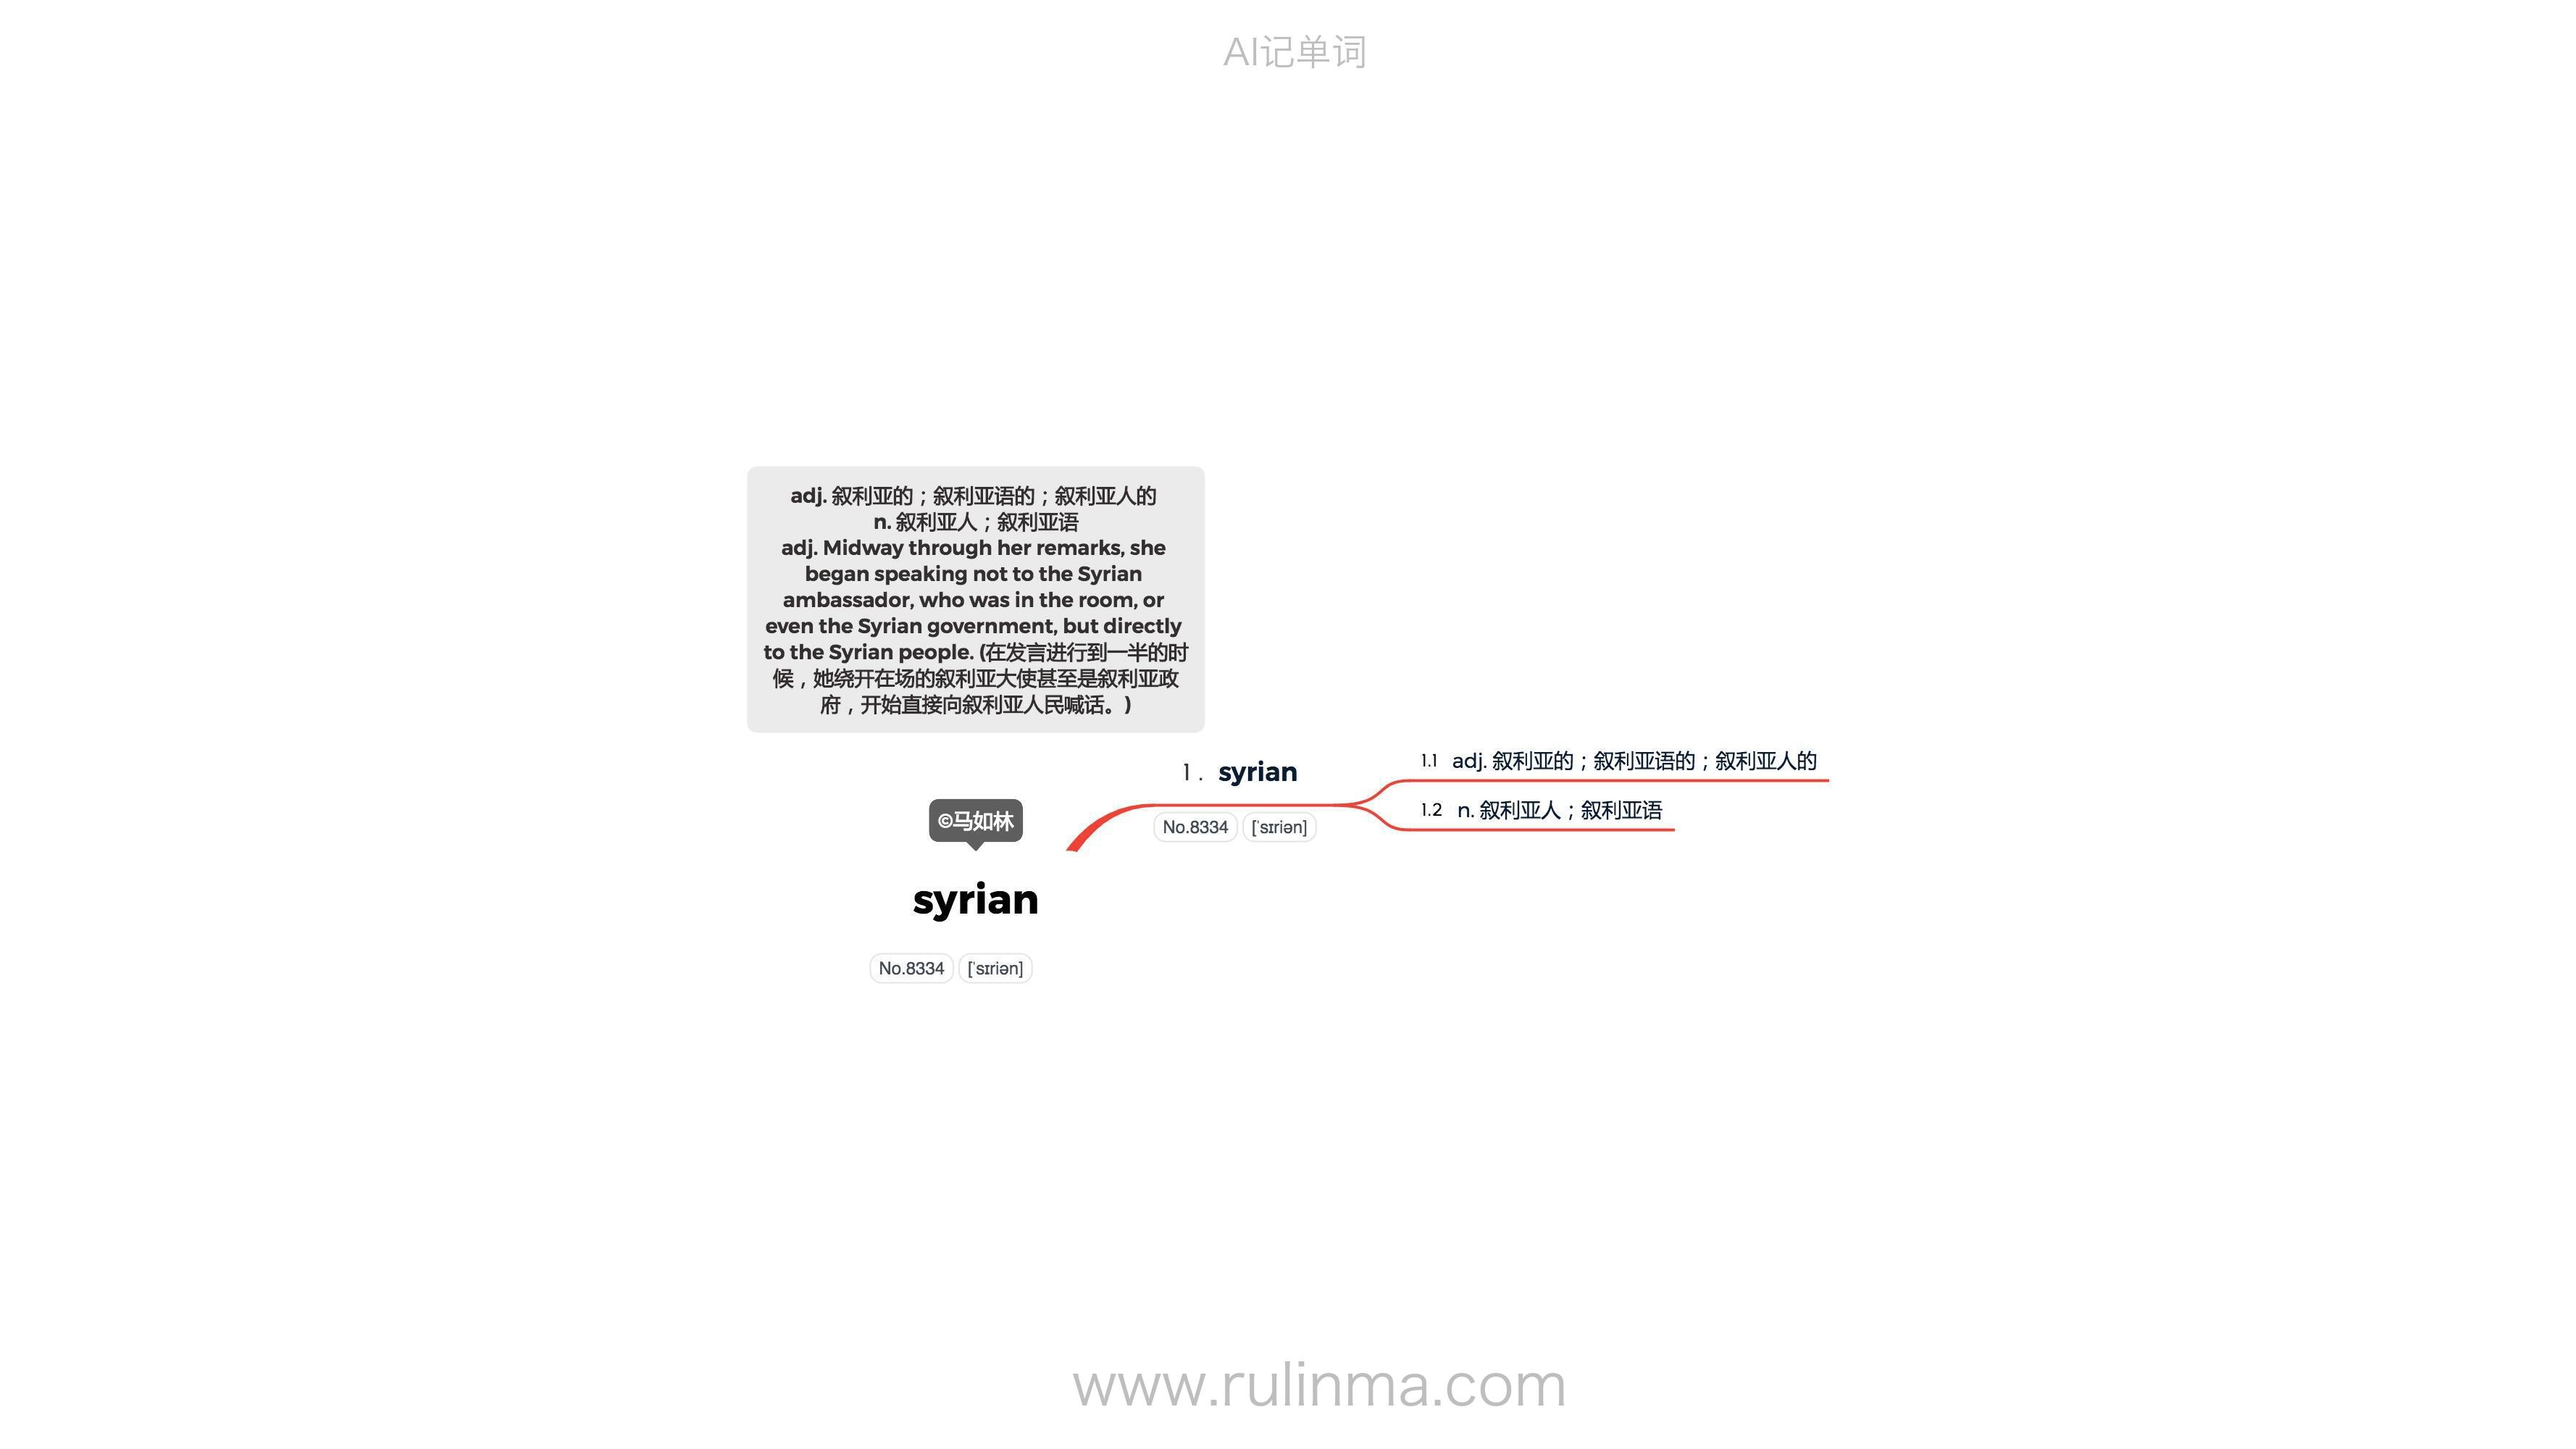 AI记单词
adj. 叙利亚的；叙利亚语的；叙利亚人的
n. 叙利亚人；叙利亚语
adj. Midway through her remarks, she
began speaking not to the Syrian
ambassador, who was in the room, or
even the Syrian government, but directly
to the Syrian people. (在发言进行到一半的时
候，她绕开在场的叙利亚大使甚至是叙利亚政
府，开始直接向叙利亚人民喊话。)
1. syrian
No.8334 [ˈsɪriən]
1.1 adj. 叙利亚的；叙利亚语的；叙利亚人的
1.2 n. 叙利亚人；叙利亚语
©马如林
syrian
No.8334 [ˈsɪriən]
www.rulinma.com